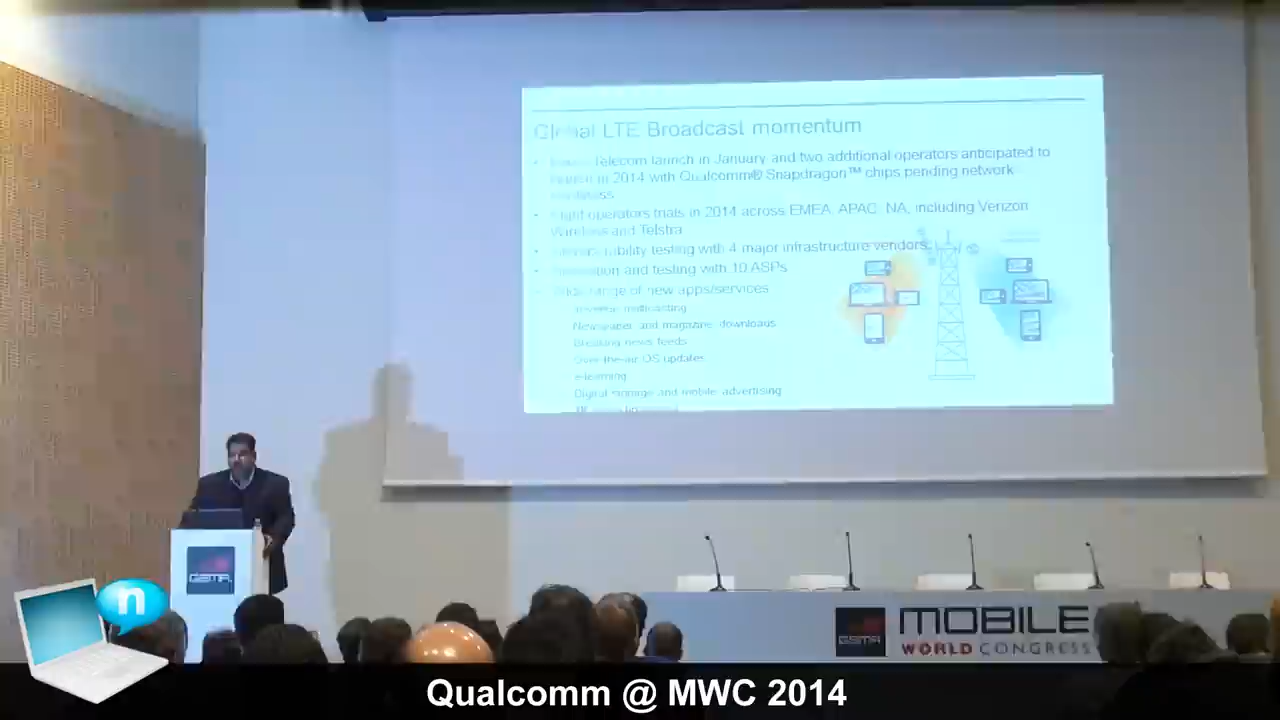 Global LTE Broadcast momentum
Telecom launch in January and two additional operators anticipated to
in 2014 with Qualcomm® Snapdragon™ chips pending network
operators trials in 2014 across EMEA, APAC, NA, including Verizon
Wireless and Telstra
testing with 4 major infrastructure vendors
and testing with 10 ASPs
range of new apps/services
multicasting
Newspaper and magazine downloads
Breaking news feeds
Over-the-air OS updates
e-learning
Digital signage and mobile advertising
GSMA
GSMA
MOBILE
WORLD CONGRESS
n
Qualcomm @ MWC 2014